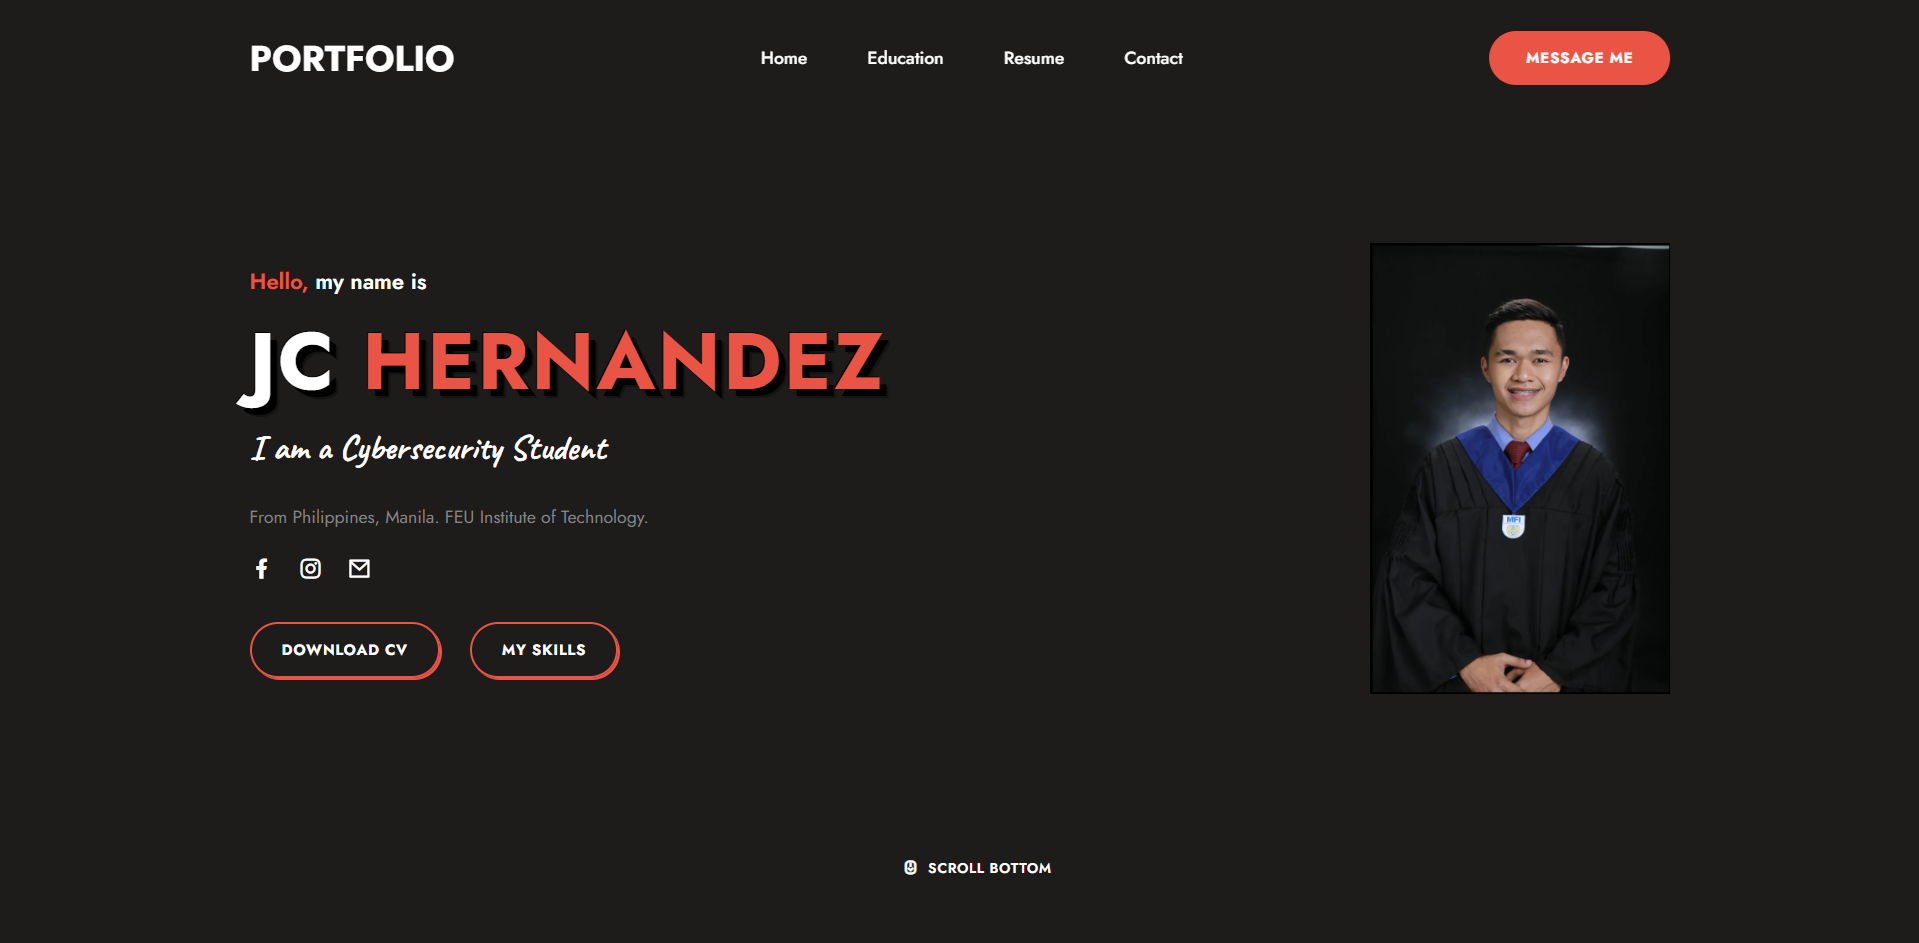 PORTFOLIO
Home
Education
Resume
Contact
MESSAGE ME
Hello, my name is
JC HERNANDEZ
I am a Cybersecurity Student
From Philippines, Manila. FEU Institute of Technology.
DOWNLOAD CV
MY SKILLS
MFI
SCROLL BOTTOM